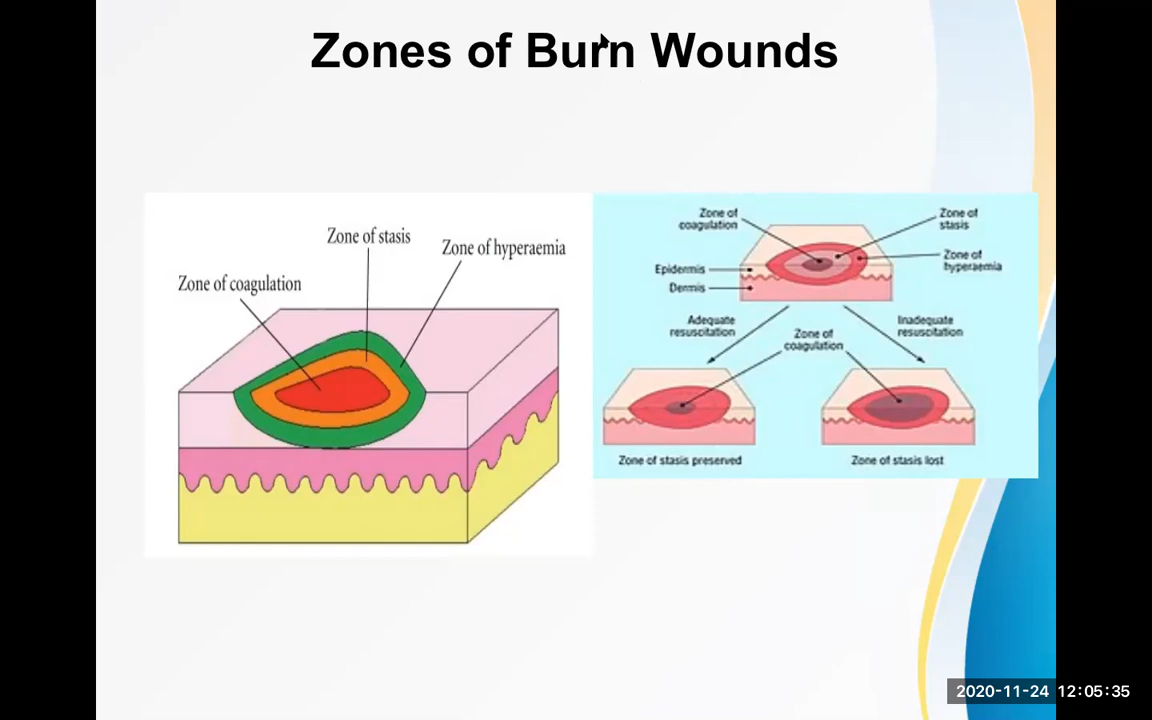 Zones of Burn Wounds
Zone of stasis
Zone of hyperaemia
Zone of coagulation
Zone of
coagulation
Zone of
stasis
Zone of
hyperaemia
Epidermis
Dermis
Adequate
resuscitation
Zone of
coagulation
Inadequate
resuscitation
Zone of stasis preserved
Zone of stasis lost
2020-11-24 12:05:35